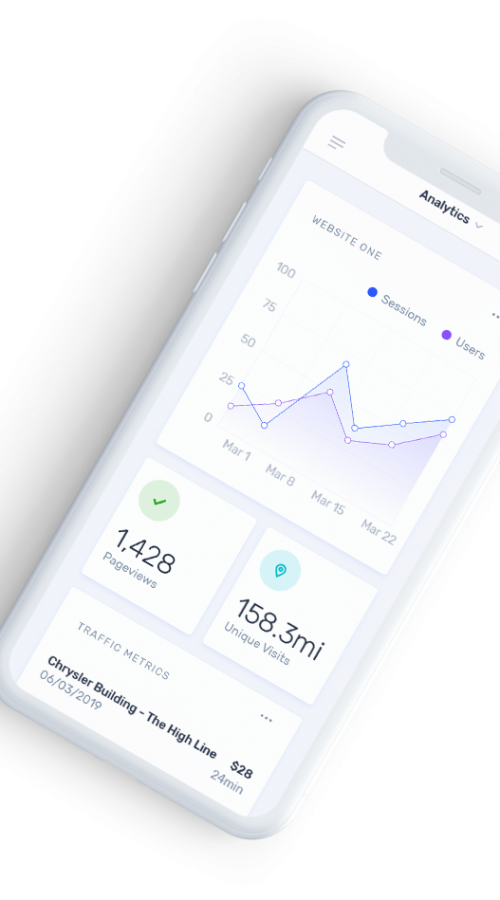 Analytics
WEBSITE ONE
Sessions
Users
100
75
50
25
0
Mar 1
Mar 8
Mar 15
Mar 22
1,428
Pageviews
158.3mi
Unique Visits
TRAFFIC METRICS
Chrysler Building - The High Line
$28
06/03/2019
24min